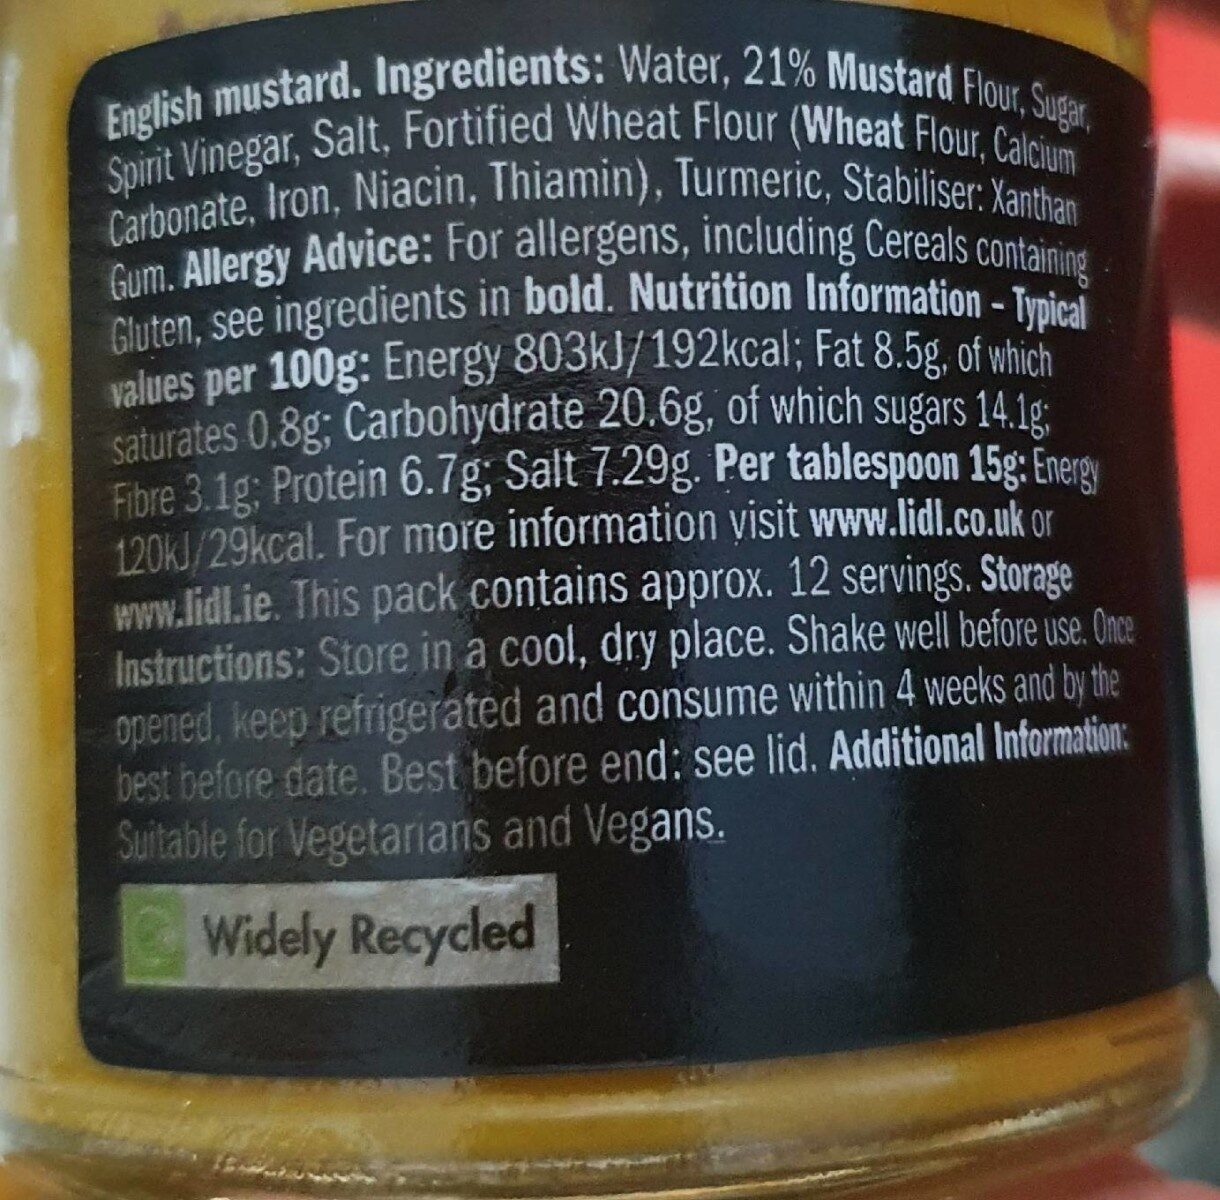 English mustard. Ingredients: Water, 21% Mustard Flour, Sugar,
Spirit Vinegar, Salt, Fortified Wheat Flour (Wheat Flour, Calcium
Carbonate, Iron, Niacin, Thiamin), Turmeric, Stabiliser: Xanthan
Gum. Allergy Advice: For allergens, including Cereals containing
Gluten, see ingredients in bold. Nutrition Information - Typical
values per 100g: Energy 803kJ/192kcal; Fat 8.5g, of which
saturates 0.8g; Carbohydrate 20.6g, of which sugars 14.1g;
Fibre 3.1g; Protein 6.7g; Salt 7.29g. Per tablespoon 15g: Energy
120kJ/29kcal. For more information visit www.lidl.co.uk or
www.lidl.ie. This pack contains approx. 12 servings. Storage
Instructions: Store in a cool, dry place. Shake well before use. Once
opened, keep refrigerated and consume within 4 weeks and by the
best before date. Best before end: see lid. Additional Information:
Suitable for Vegetarians and Vegans.
Widely Recycled